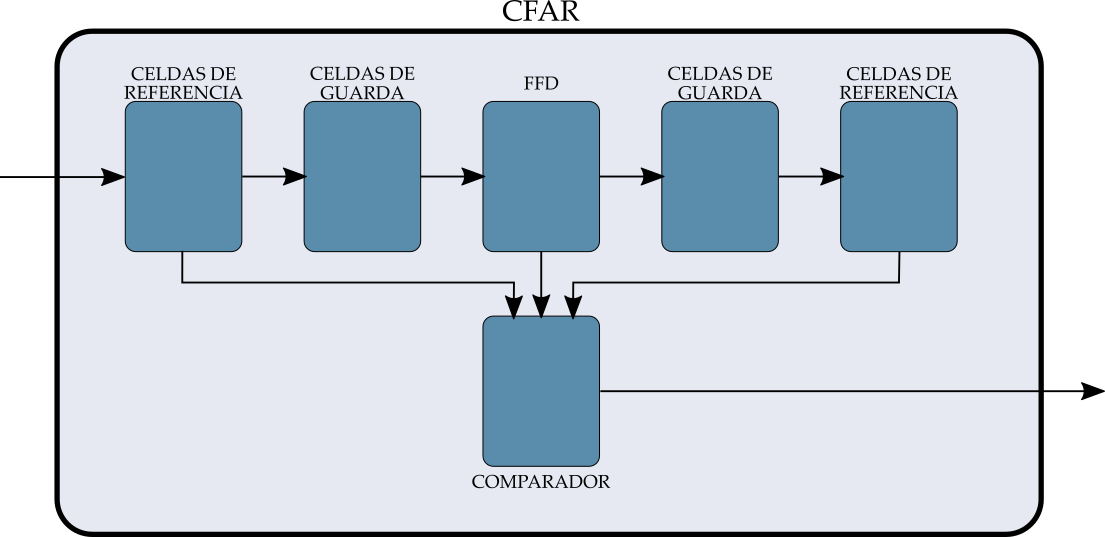 CFAR
CELDAS DE
REFERENCIA
CELDAS DE
GUARDA
FFD
CELDAS DE
GUARDA
CELDAS DE
REFERENCIA
COMPARADOR